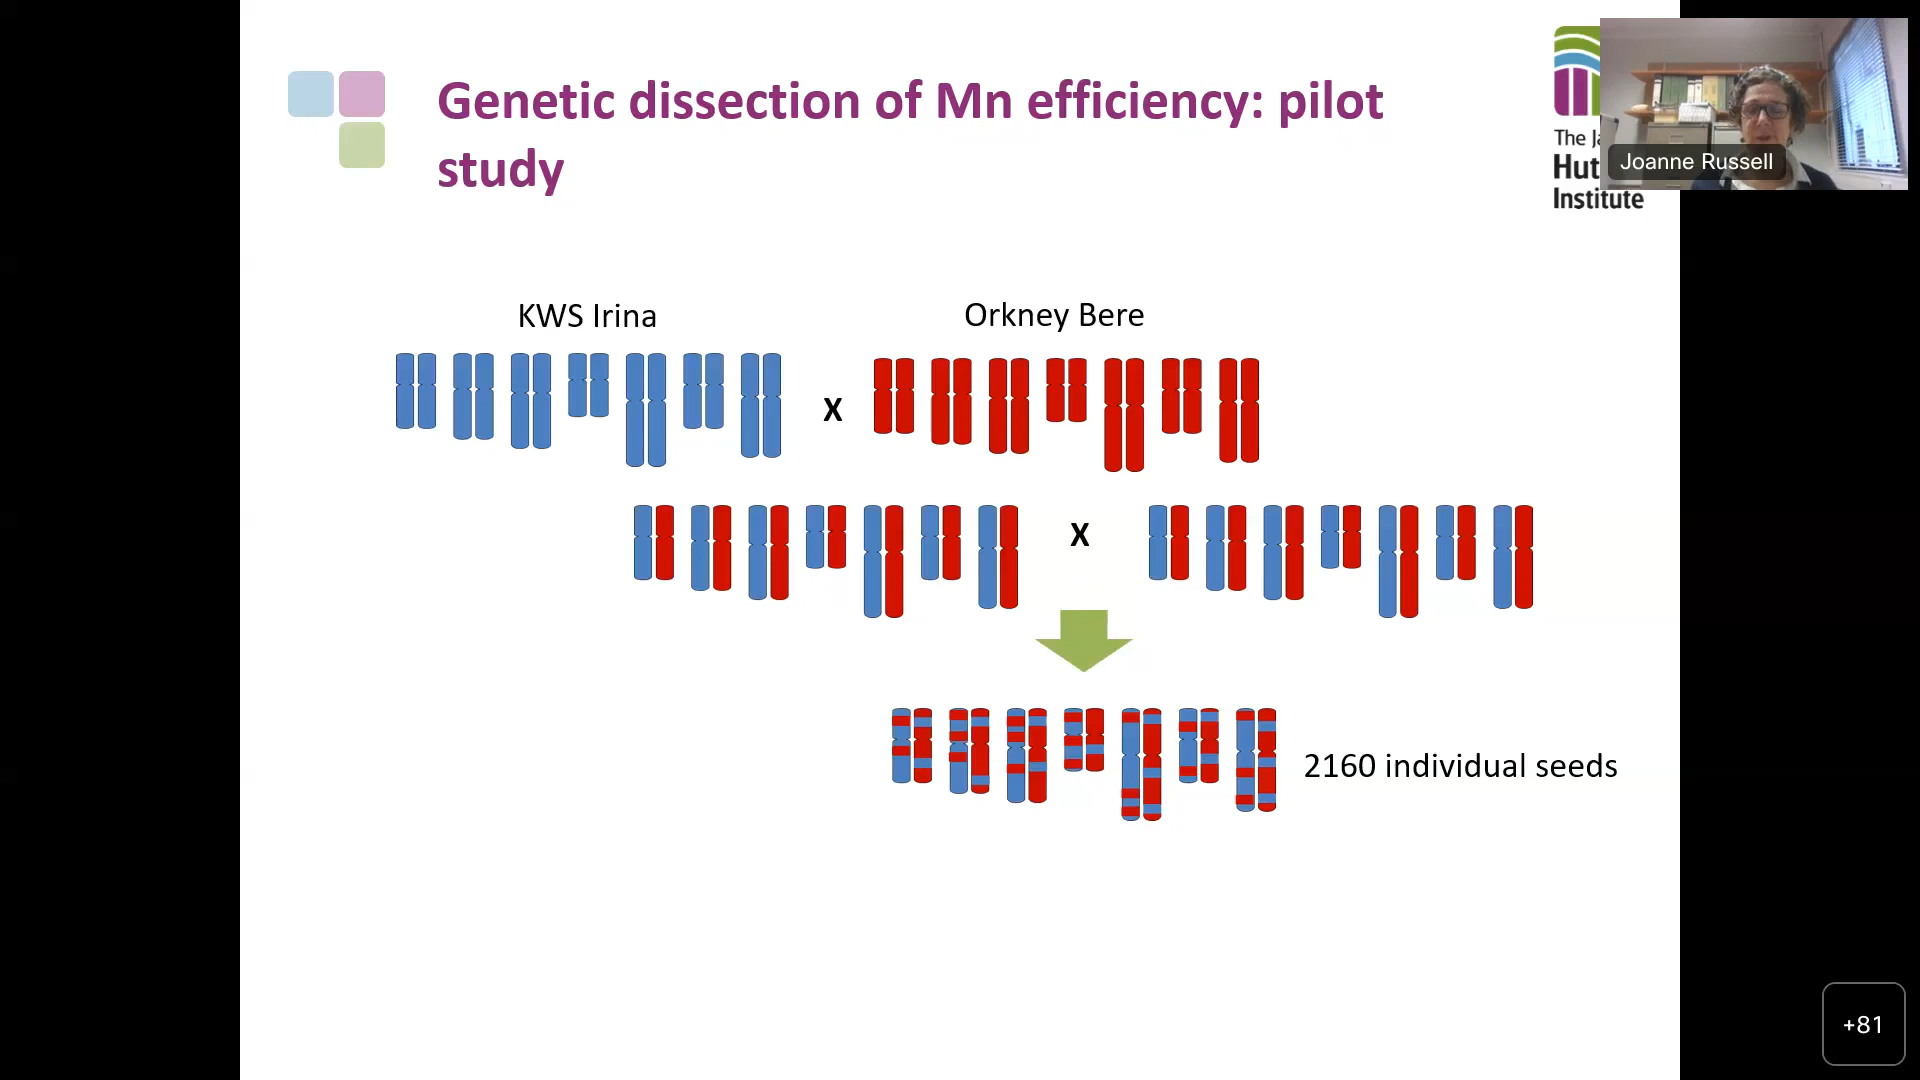 Genetic dissection of Mn efficiency: pilot
study
The Ja
Hut
Institute
Joanne Russell
KWS Irina
Orkney Bere
X
X
2160 individual seeds
+81